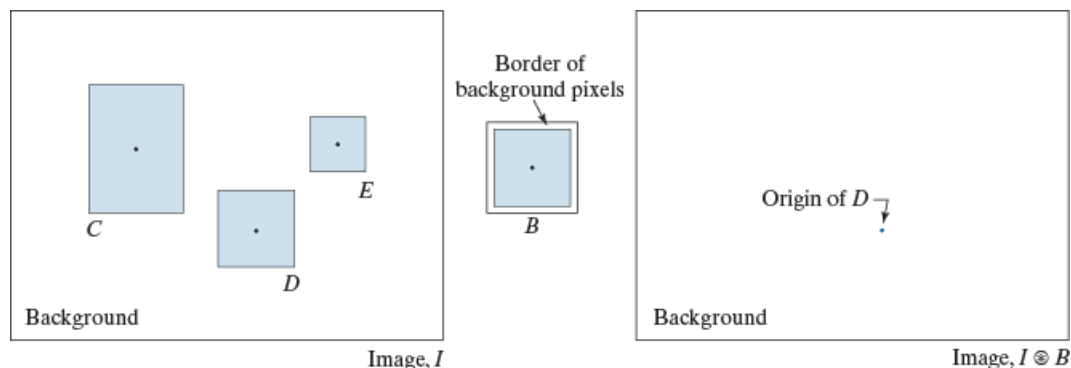 C
D
E
Background
Image, I
Border of
background pixels
B
Origin of D
Background
Image, I ⊛ B